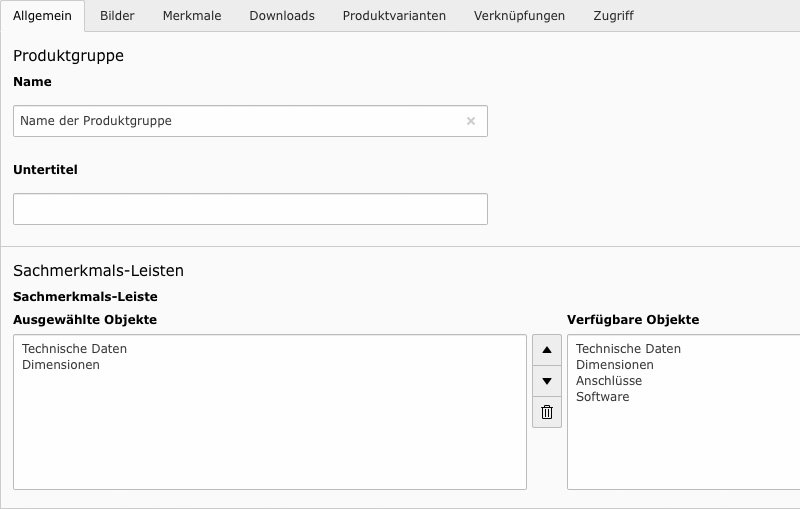 Allgemein Bilder Merkmale Downloads Produktvarianten Verknüpfungen Zugriff
Produktgruppe
Name
Name der Produktgruppe
Untertitel
Sachmerkmals-Leisten
Sachmerkmals-Leiste
Ausgewählte Objekte
Technische Daten
Dimensionen
Verfügbare Objekte
Technische Daten
Dimensionen
Anschlüsse
Software